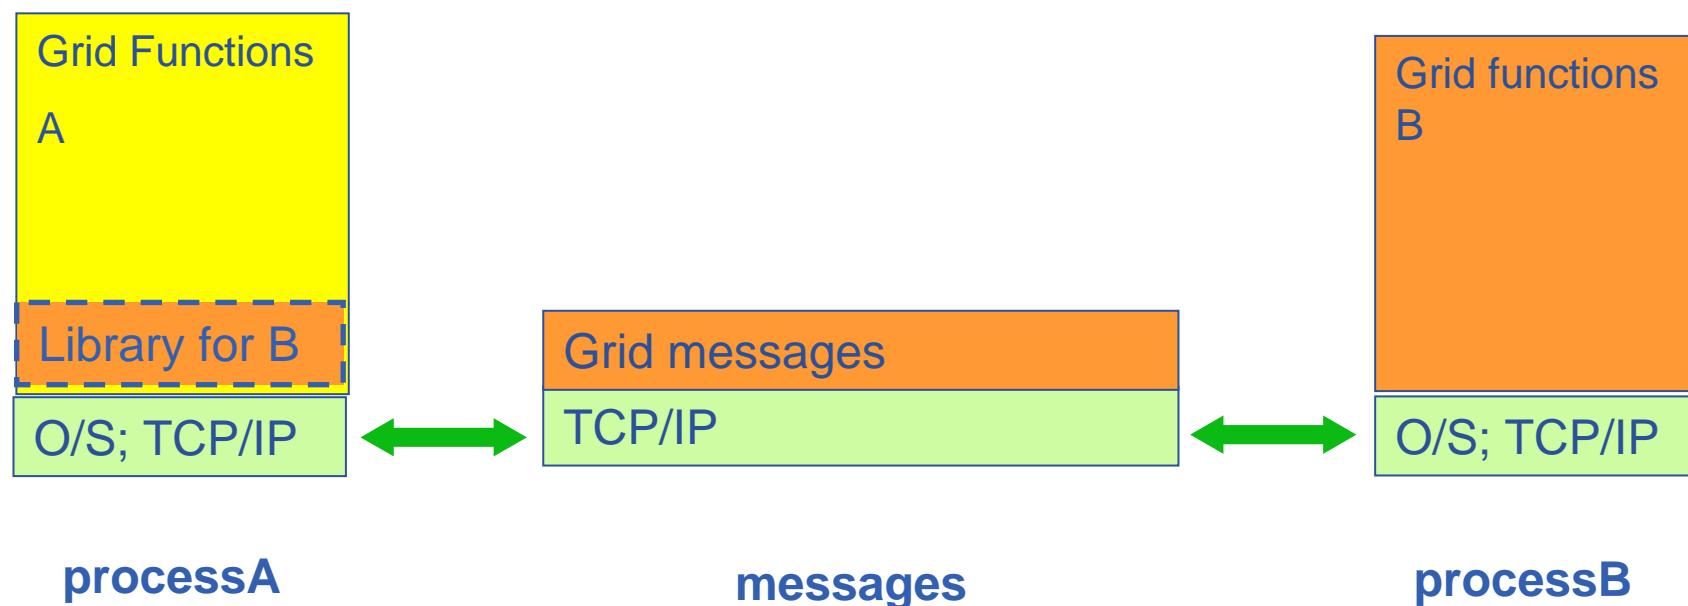 Grid Functions
A
Library for B
O/S; TCP/IP
processA
Grid messages
TCP/IP
messages
Grid functions
B
O/S; TCP/IP
processB